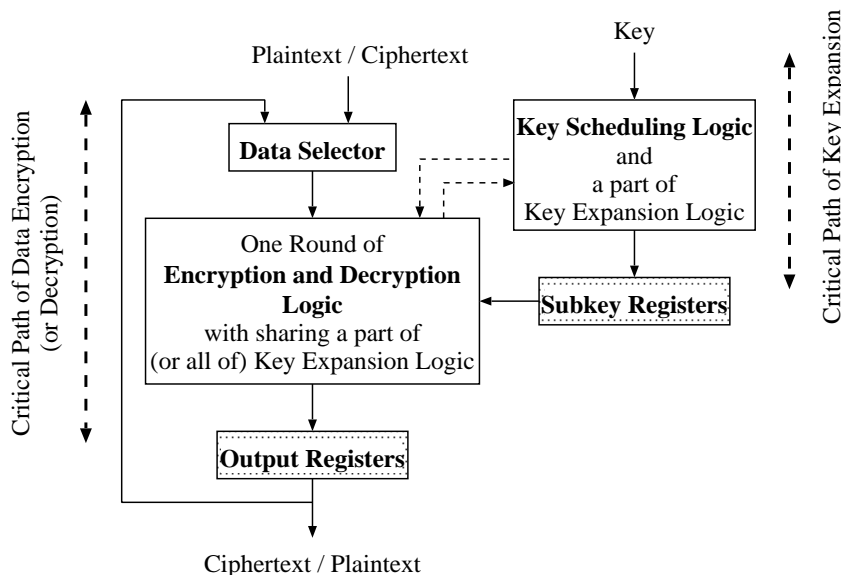 Key
Plaintext / Ciphertext
Data Selector
Key Scheduling Logic
and
a part of
Key Expansion Logic
One Round of
Encryption and Decryption
Logic
with sharing a part of
(or all of) Key Expansion Logic
Subkey Registers
Output Registers
Ciphertext / Plaintext
Critical Path of Data Encryption
(or Decryption)
Critical Path of Key Expansion